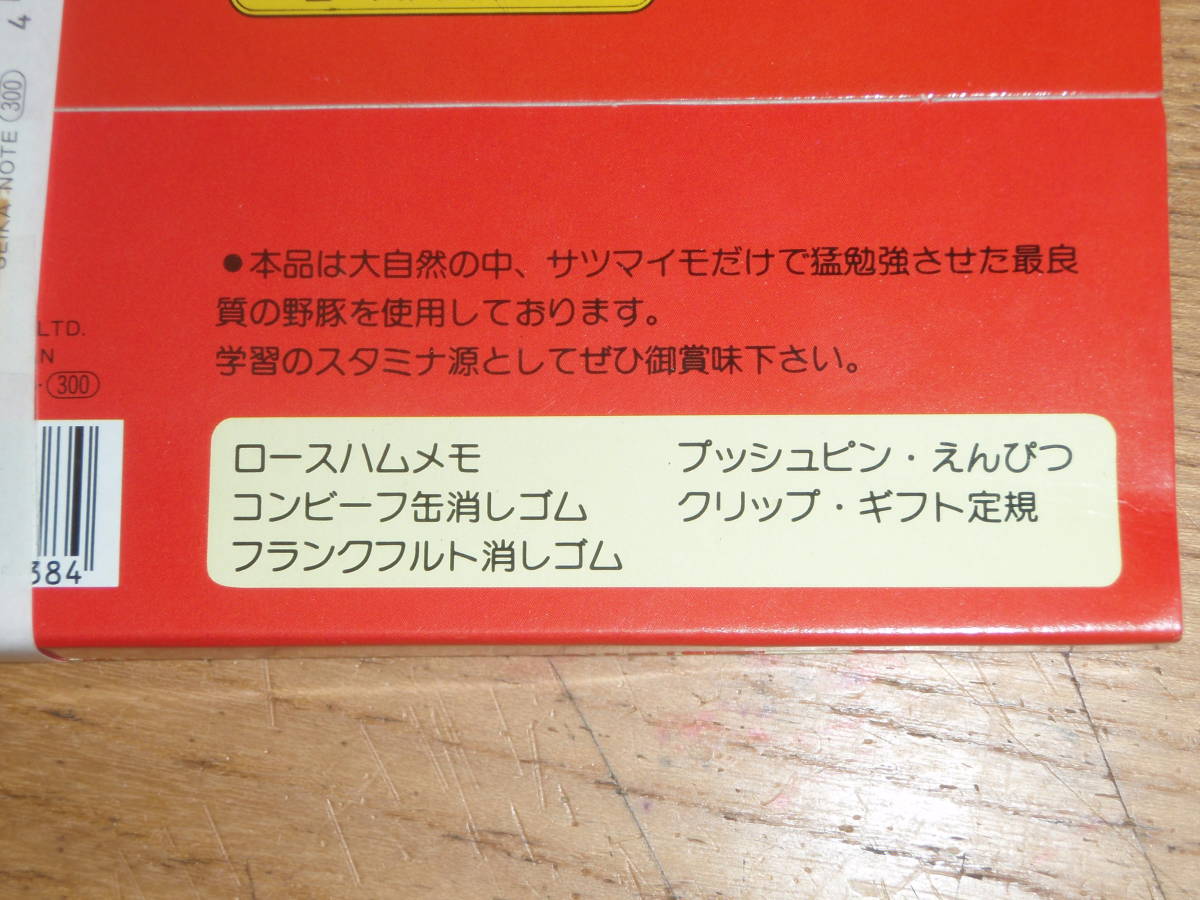 ●本品は大自然の中、サツマイモだけで猛勉強させた最良
質の野豚を使用しております。
学習のスタミナ源としてぜひ御賞味下さい。
ロースハムメモ
コンビーフ缶消しゴム
フランクフルト消しゴム
プッシュピン・えんぴつ
クリップ・ギフト定規
NOTE 300
LTD.
300
384